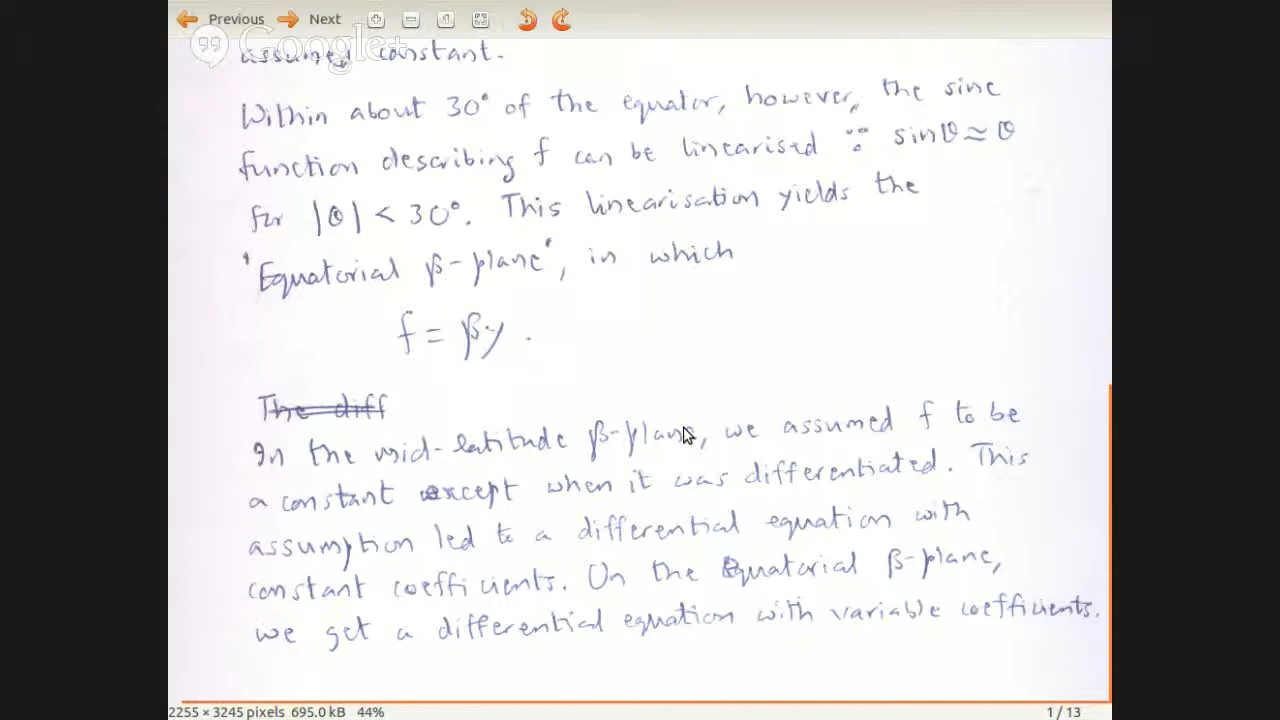 Previous Next
Google+
assumed constant.
Within about 30° of the equator, however, the sine
function describing f can be linearised ∵ sinθ≈θ
for |θ| < 30°. This linearisation yields the
'Equatorial β-plane', in which
f = βy.
The diff
In the mid-latitude β-plane, we assumed f to be
a constant except when it was differentiated. This
assumption led to a differential equation with
constant coefficients. On the Equatorial β-plane,
we get a differential equation with variable coefficients.
2255 × 3245 pixels 695.0 kB 44% 1 / 13